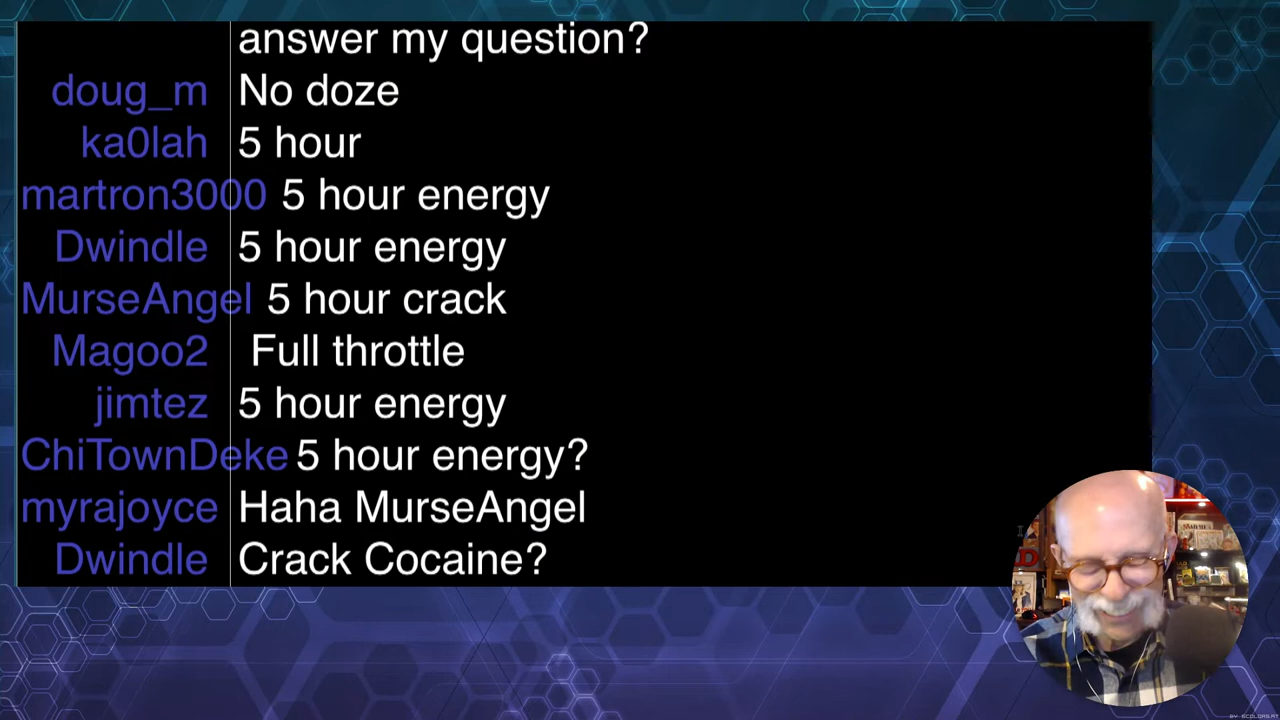 answer my question?
doug_m No doze
ka0lah 5 hour
martron3000 5 hour energy
Dwindle 5 hour energy
MurseAngel 5 hour crack
Magoo2 Full throttle
jimtez 5 hour energy
ChiTownDeke 5 hour energy?
myrajoyce Haha MurseAngel
Dwindle Crack Cocaine?